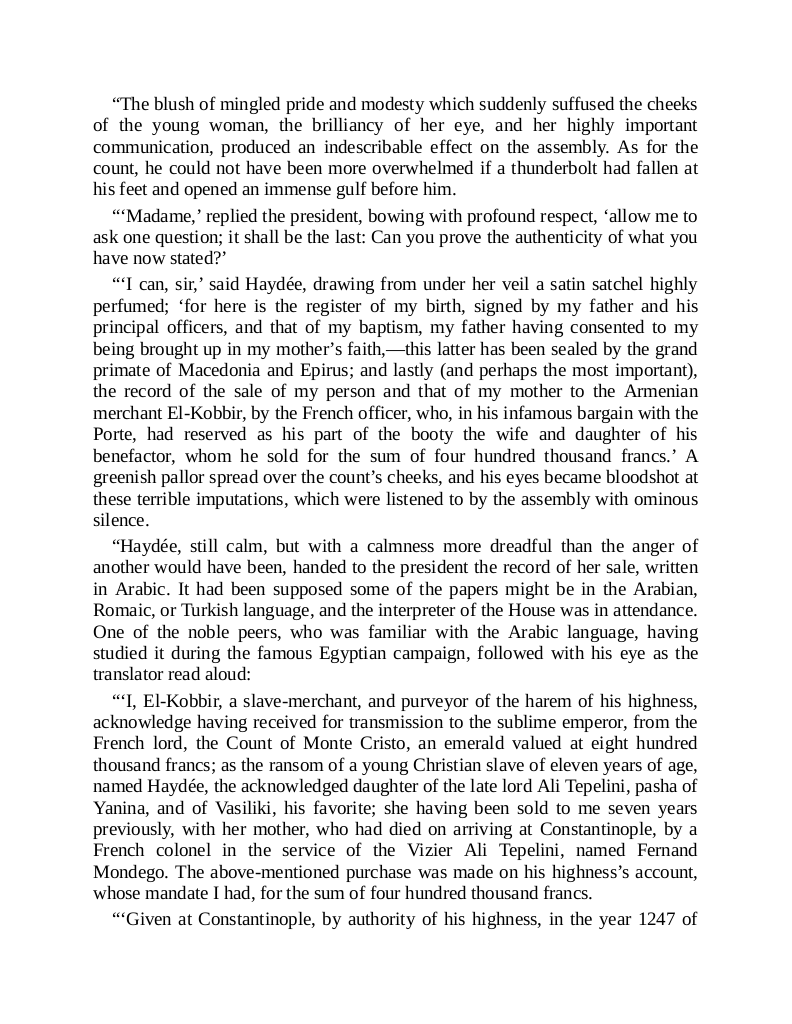 “The blush of mingled pride and modesty which suddenly suffused the cheeks
of the young woman, the brilliancy of her eye, and her highly important
communication, produced an indescribable effect on the assembly. As for the
count, he could not have been more overwhelmed if a thunderbolt had fallen at
his feet and opened an immense gulf before him.
“‘Madame,’ replied the president, bowing with profound respect, ‘allow me to
ask one question; it shall be the last: Can you prove the authenticity of what you
have now stated?’
“‘I can, sir,’ said Haydée, drawing from under her veil a satin satchel highly
perfumed; ‘for here is the register of my birth, signed by my father and his
principal officers, and that of my baptism, my father having consented to my
being brought up in my mother’s faith,—this latter has been sealed by the grand
primate of Macedonia and Epirus; and lastly (and perhaps the most important),
the record of the sale of my person and that of my mother to the Armenian
merchant El-Kobbir, by the French officer, who, in his infamous bargain with the
Porte, had reserved as his part of the booty the wife and daughter of his
benefactor, whom he sold for the sum of four hundred thousand francs.’ A
greenish pallor spread over the count’s cheeks, and his eyes became bloodshot at
these terrible imputations, which were listened to by the assembly with ominous
silence.
“Haydée, still calm, but with a calmness more dreadful than the anger of
another would have been, handed to the president the record of her sale, written
in Arabic. It had been supposed some of the papers might be in the Arabian,
Romaic, or Turkish language, and the interpreter of the House was in attendance.
One of the noble peers, who was familiar with the Arabic language, having
studied it during the famous Egyptian campaign, followed with his eye as the
translator read aloud:
“‘I, El-Kobbir, a slave-merchant, and purveyor of the harem of his highness,
acknowledge having received for transmission to the sublime emperor, from the
French lord, the Count of Monte Cristo, an emerald valued at eight hundred
thousand francs; as the ransom of a young Christian slave of eleven years of age,
named Haydée, the acknowledged daughter of the late lord Ali Tepelini, pasha of
Yanina, and of Vasiliki, his favorite; she having been sold to me seven years
previously, with her mother, who had died on arriving at Constantinople, by a
French colonel in the service of the Vizier Ali Tepelini, named Fernand
Mondego. The above-mentioned purchase was made on his highness’s account,
whose mandate I had, for the sum of four hundred thousand francs.
“‘Given at Constantinople, by authority of his highness, in the year 1247 of